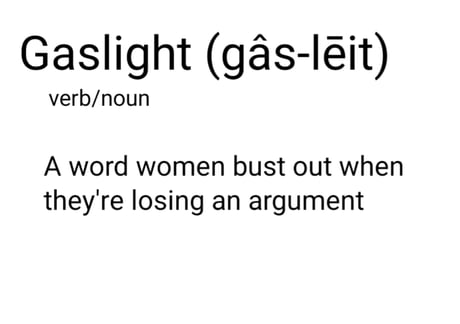 Gaslight (gâs-lēit)
verb/noun
A word women bust out when
they're losing an argument